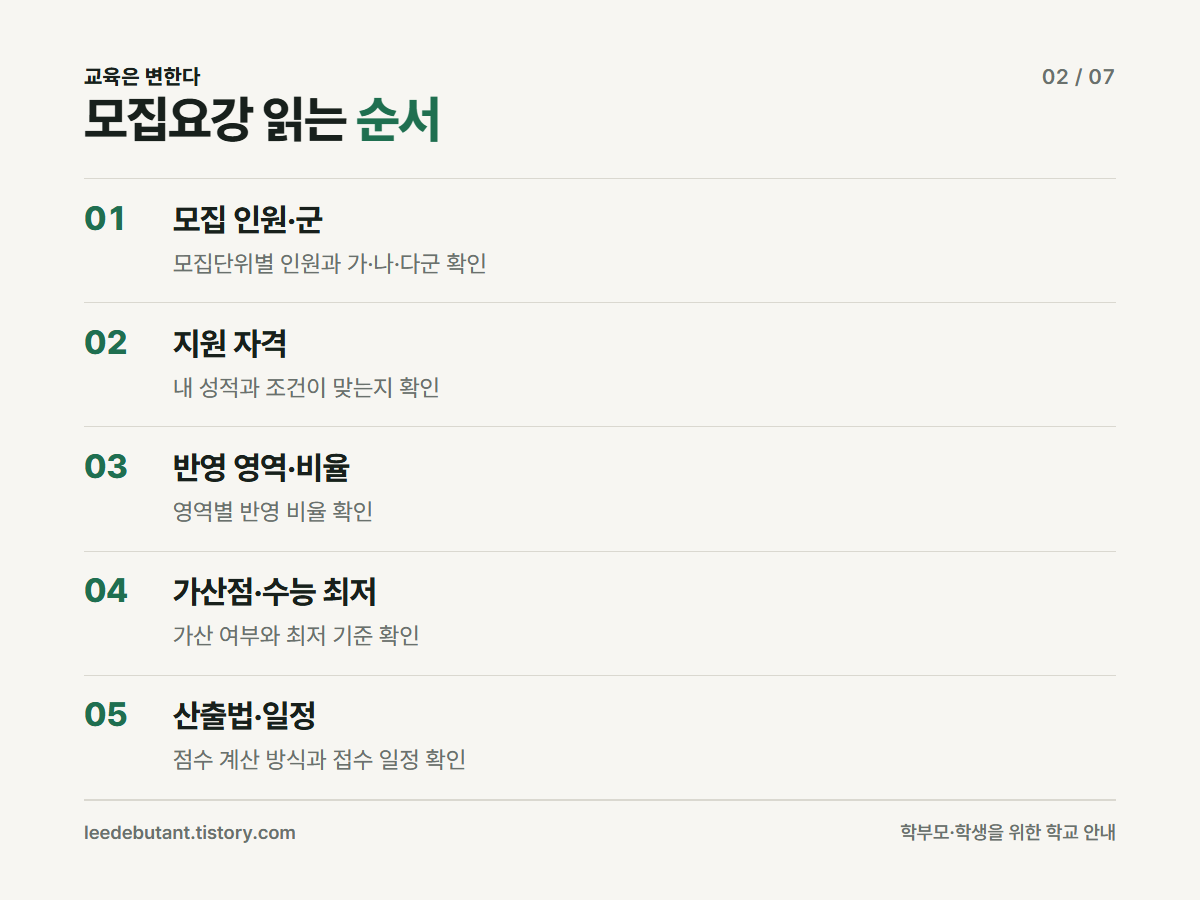 교육은 변한다
02 / 07
모집요강 읽는 순서
01 모집 인원·군
모집단위별 인원과 가·나·다군 확인
02 지원 자격
내 성적과 조건이 맞는지 확인
03 반영 영역·비율
영역별 반영 비율 확인
04 가산점·수능 최저
가산 여부와 최저 기준 확인
05 산출법·일정
점수 계산 방식과 접수 일정 확인
leedebutant.tistory.com
학부모·학생을 위한 학교 안내